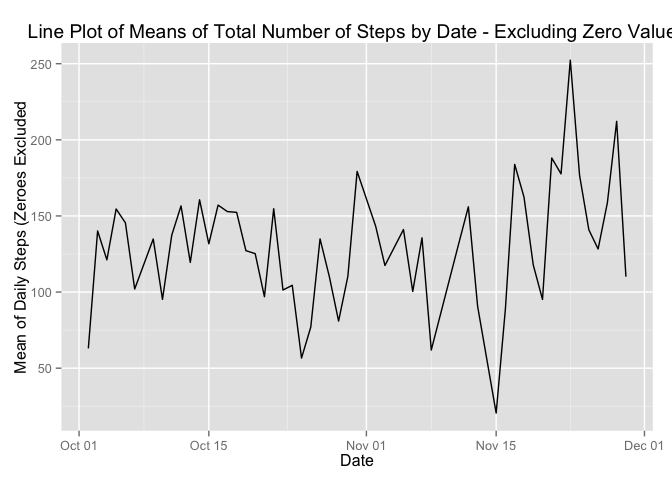 Line Plot of Means of Total Number of Steps by Date - Excluding Zero Value
Mean of Daily Steps (Zeroes Excluded
250
200
150
100
50
Oct 01
Oct 15
Nov 01
Nov 15
Dec 01
Date